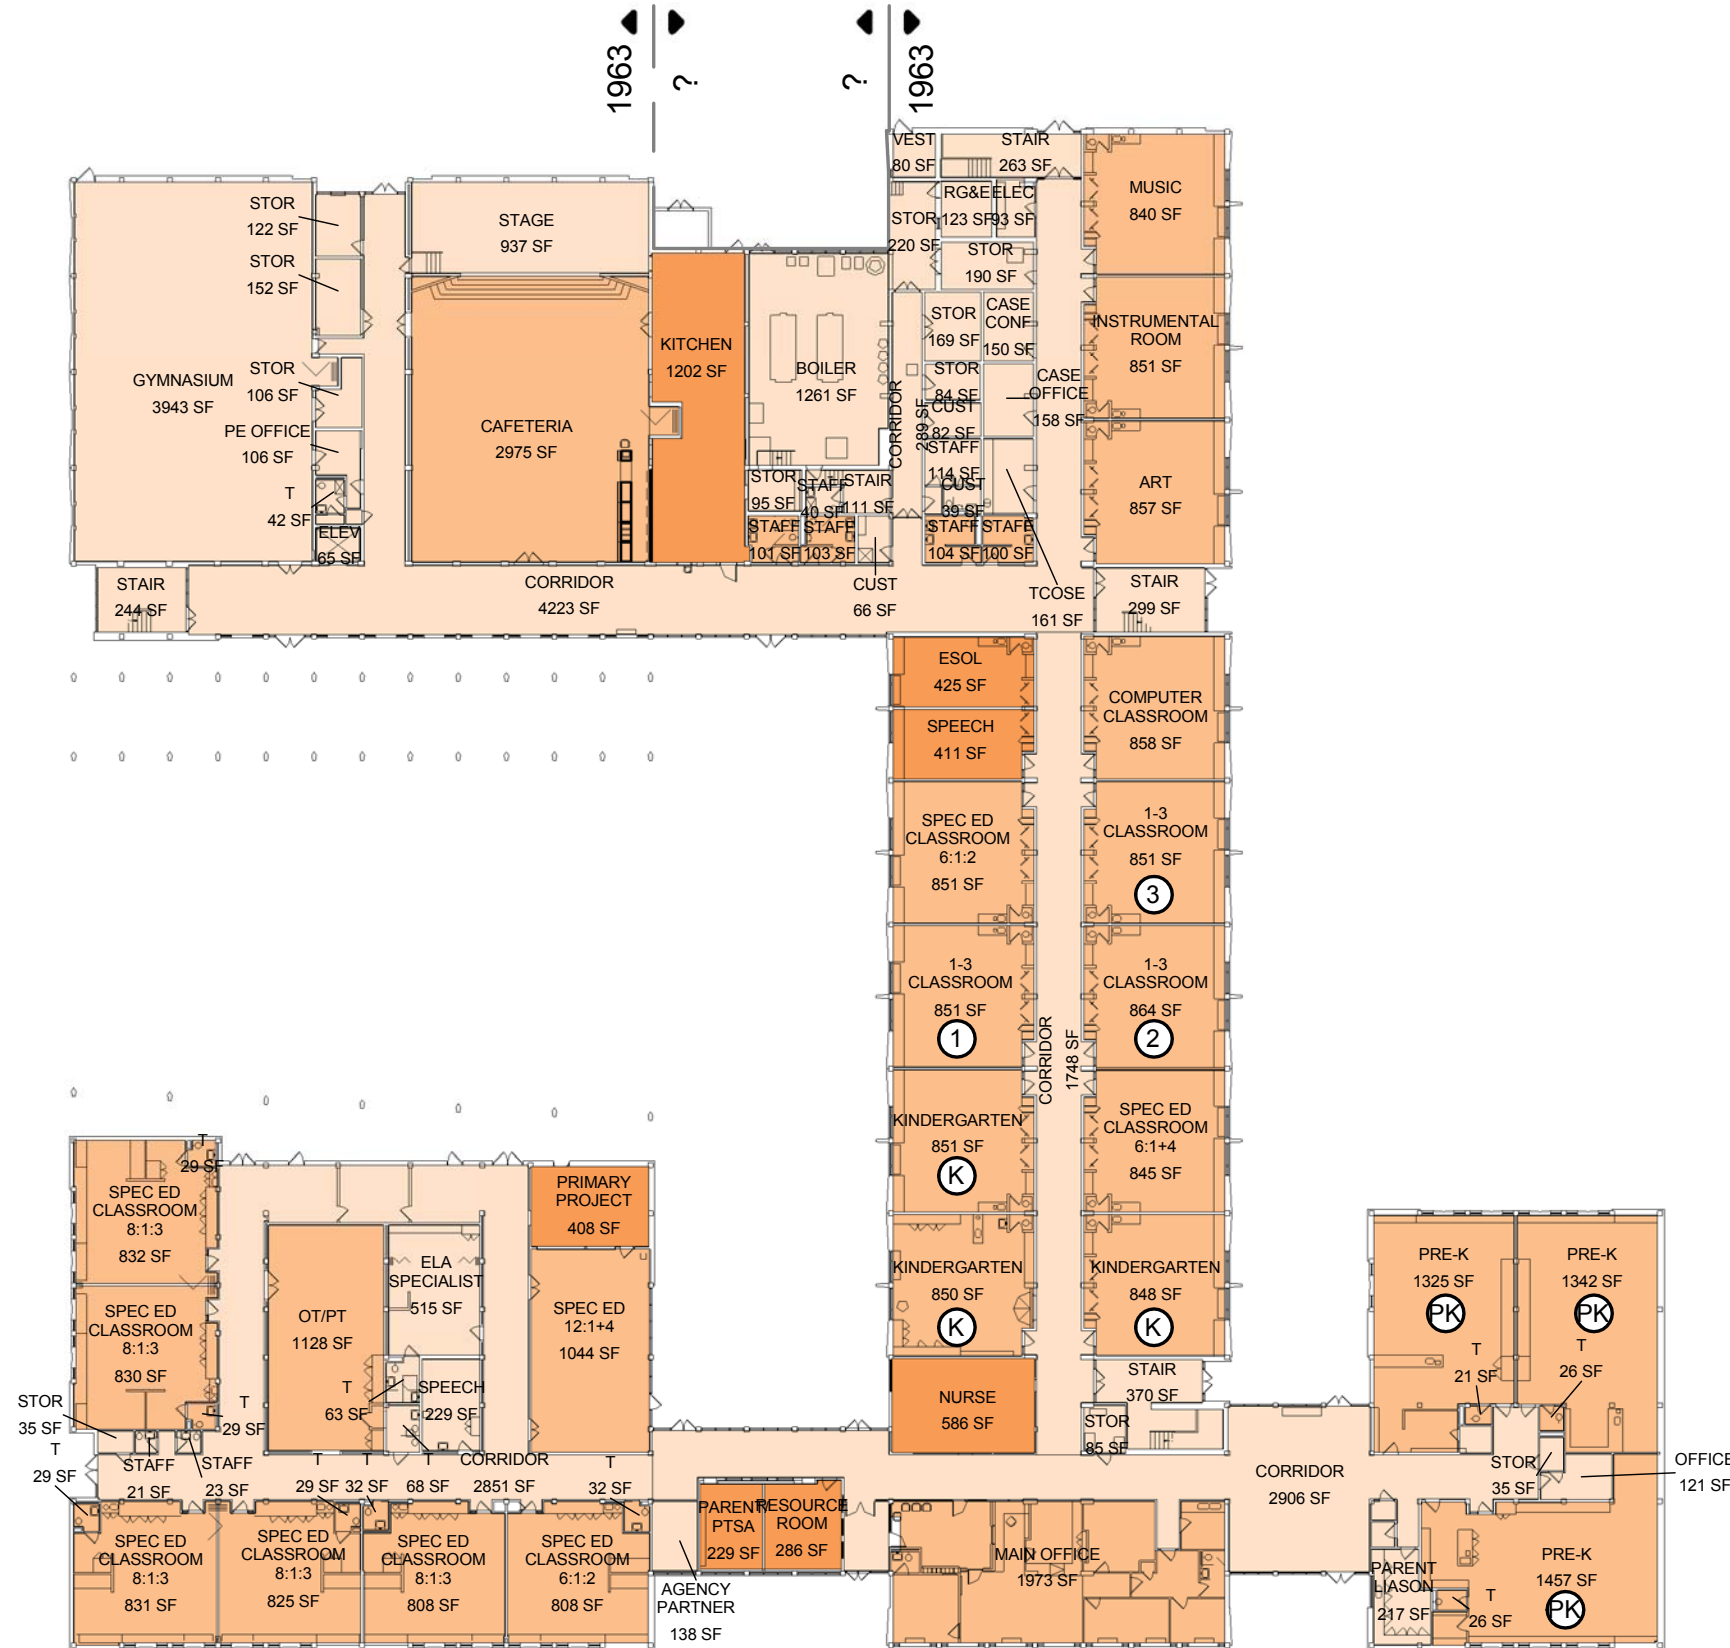 1963
?
?
1963
VEST
80 SF
STAIR
263 SF
MUSIC
840 SF
STOR
122 SF
STAGE
937 SF
STOR
220 SF
RG&E
123 SF
ELEC
93 SF
STOR
190 SF
STOR
152 SF
STOR
169 SF
CASE
CONF
150 SF
INSTRUMENTAL
ROOM
851 SF
GYMNASIUM
3943 SF
STOR
106 SF
KITCHEN
1202 SF
BOILER
1261 SF
CORRIDOR
289 SF
STOR
84 SF
CASE
OFFICE
158 SF
PE OFFICE
106 SF
CAFETERIA
2975 SF
CUST
82 SF
STAFF
114 SF
ART
857 SF
T
42 SF
STOR
95 SF
STAFF
40 SF
STAIR
111 SF
CUST
39 SF
ELEV
65 SF
STAFF
101 SF
STAFF
103 SF
STAFF
104 SF
STAFF
100 SF
STAIR
244 SF
CORRIDOR
4223 SF
CUST
66 SF
TCOSE
161 SF
STAIR
299 SF
ESOL
425 SF
COMPUTER
CLASSROOM
858 SF
SPEECH
411 SF
SPEC ED
CLASSROOM
6:1:2
851 SF
1-3
CLASSROOM
851 SF
3
1-3
CLASSROOM
851 SF
1
1-3
CLASSROOM
864 SF
2
CORRIDOR
1748 SF
KINDERGARTEN
851 SF
K
SPEC ED
CLASSROOM
6:1+4
845 SF
T
29 SF
SPEC ED
CLASSROOM
8:1:3
832 SF
PRIMARY
PROJECT
408 SF
ELA
SPECIALIST
515 SF
KINDERGARTEN
850 SF
K
KINDERGARTEN
848 SF
K
PRE-K
1325 SF
PK
PRE-K
1342 SF
PK
SPEC ED
CLASSROOM
8:1:3
830 SF
OT/PT
1128 SF
SPEC ED
12:1+4
1044 SF
T
21 SF
T
26 SF
STOR
35 SF
T
29 SF
T
63 SF
SPEECH
229 SF
NURSE
586 SF
STAIR
370 SF
STOR
85 SF
T
29 SF
STAFF
21 SF
STAFF
23 SF
T
29 SF
T
32 SF
T
68 SF
CORRIDOR
2851 SF
T
32 SF
CORRIDOR
2906 SF
STOR
35 SF
OFFICE
121 SF
SPEC ED
CLASSROOM
8:1:3
831 SF
SPEC ED
CLASSROOM
8:1:3
825 SF
SPEC ED
CLASSROOM
8:1:3
808 SF
SPEC ED
CLASSROOM
6:1:2
808 SF
PARENT
PTSA
229 SF
RESOURCE
ROOM
286 SF
AGENCY
PARTNER
138 SF
MAIN OFFICE
1973 SF
PARENT
LIASON
217 SF
PRE-K
1457 SF
PK
T
26 SF